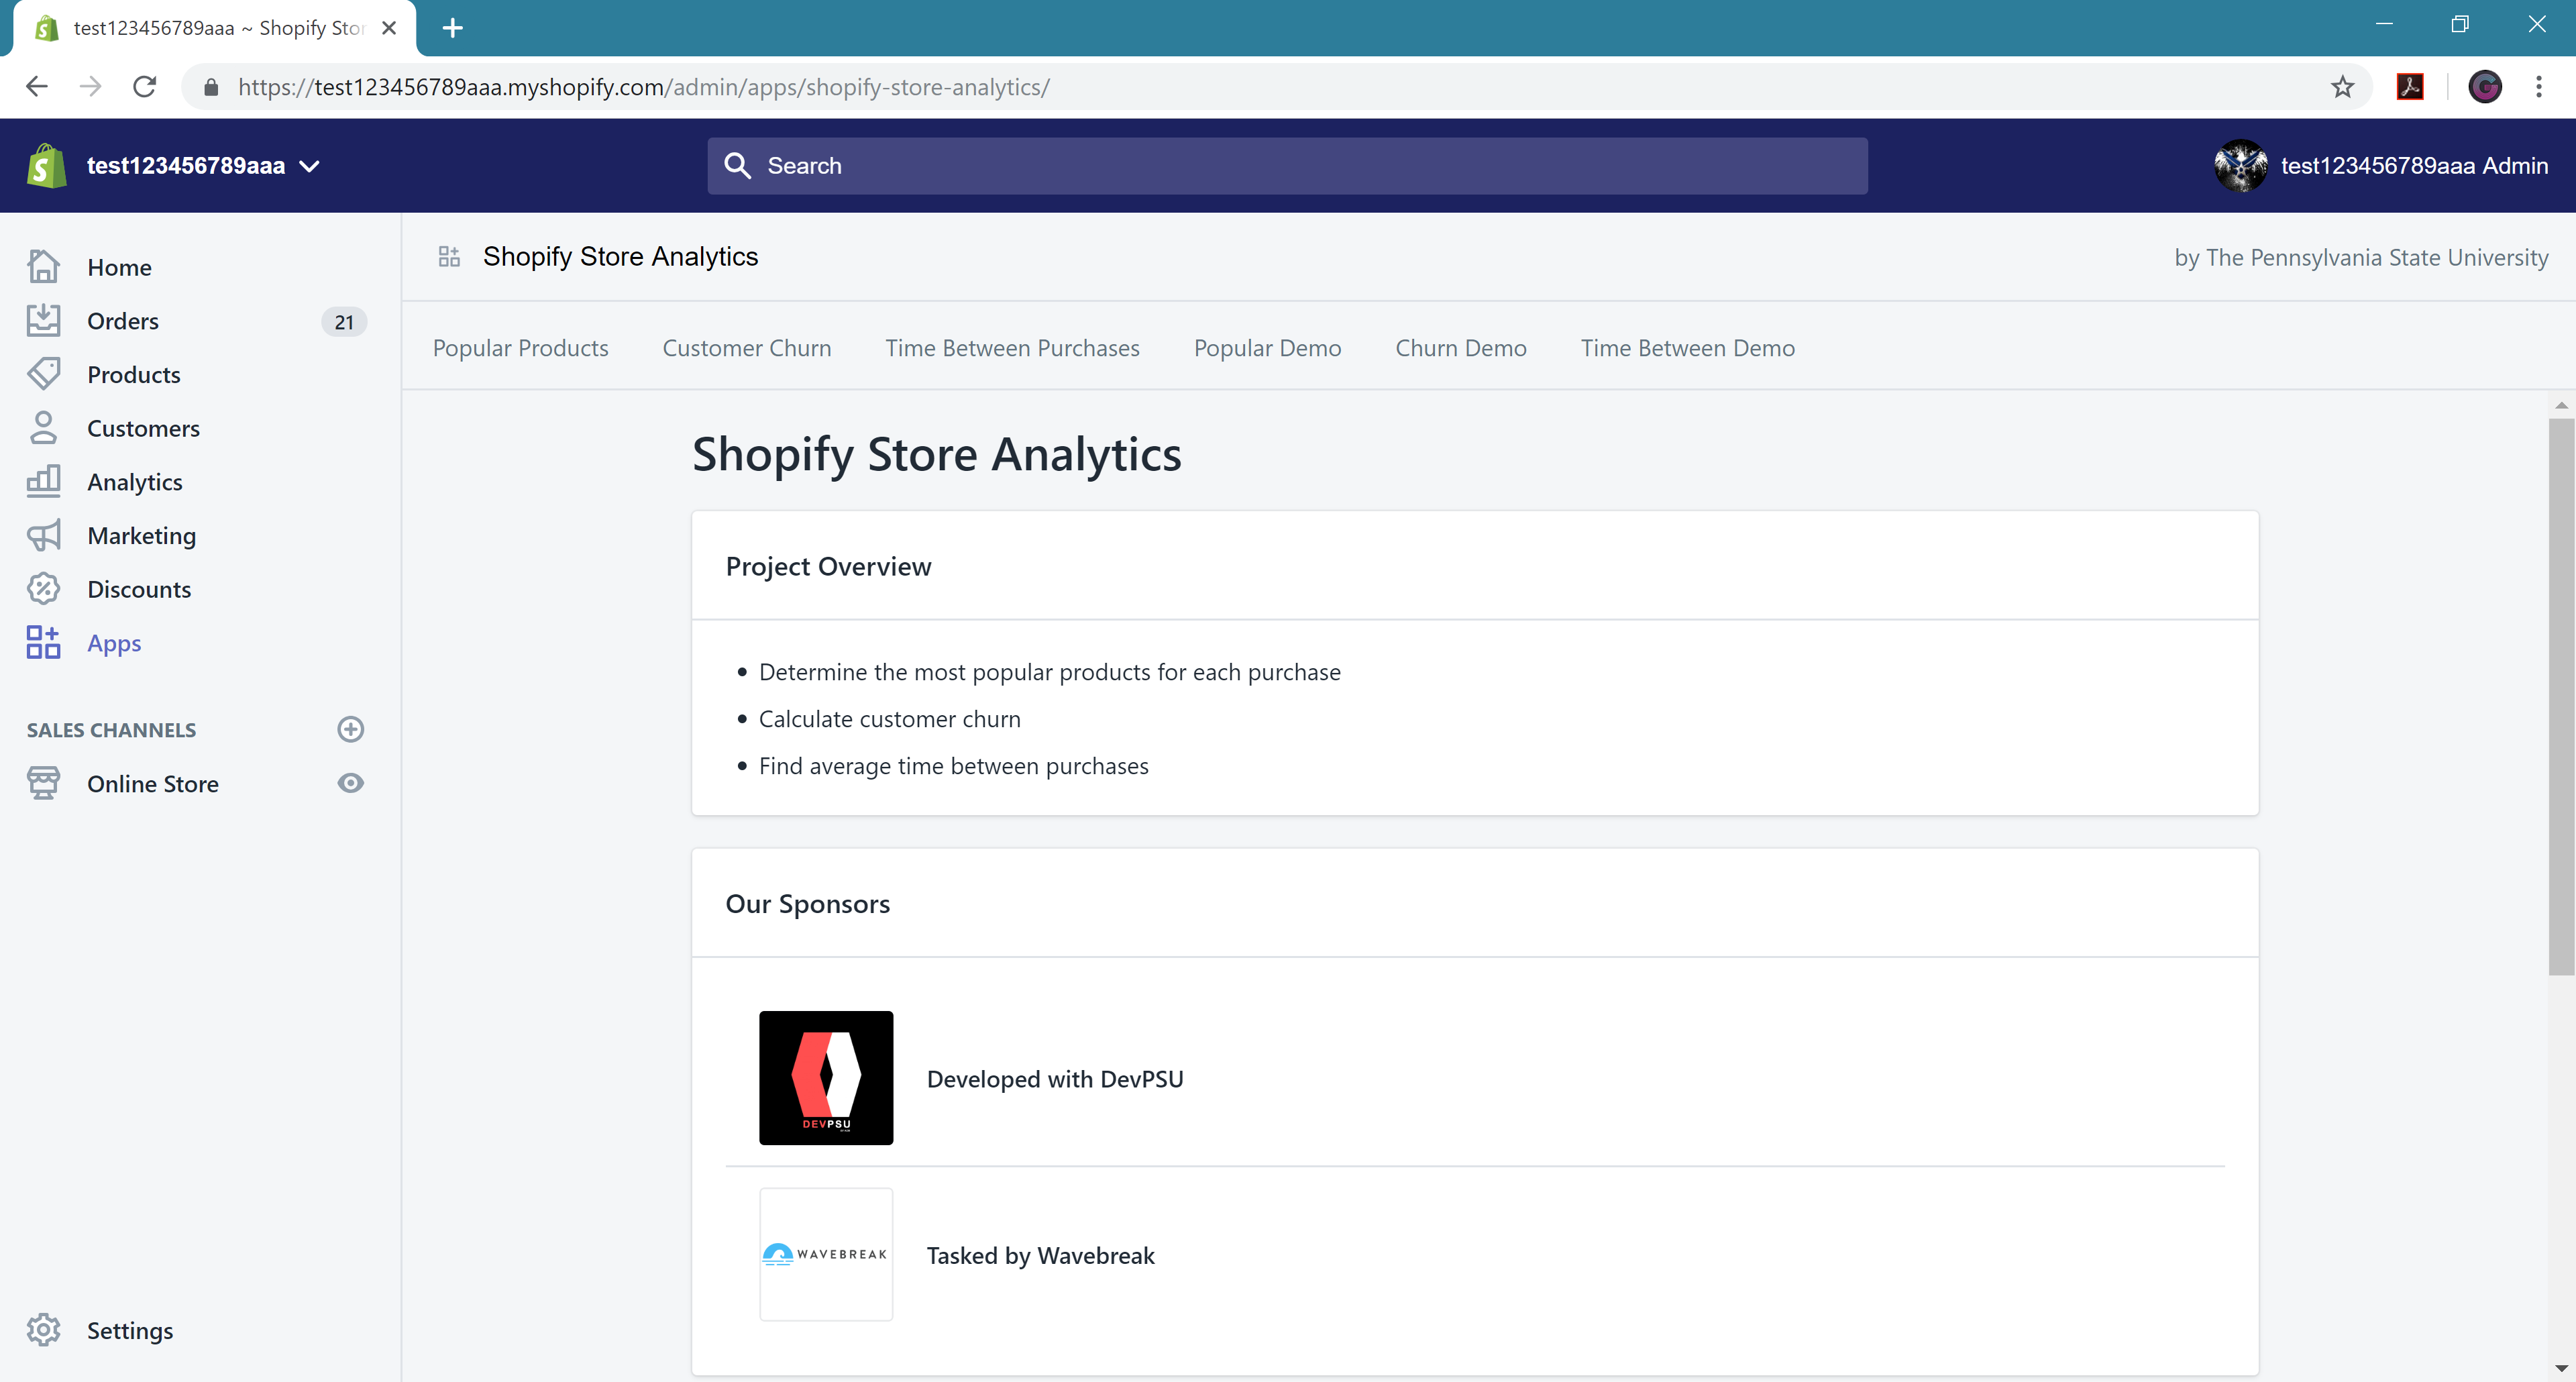 test123456789aaa ~ Shopify Stor
https://test123456789aaa.myshopify.com/admin/apps/shopify-store-analytics/
test123456789aaa
Search
test123456789aaa Admin
Home
Orders 21
Products
Customers
Analytics
Marketing
Discounts
Apps
SALES CHANNELS
Online Store
Settings
Shopify Store Analytics
by The Pennsylvania State University
Popular Products Customer Churn Time Between Purchases Popular Demo Churn Demo Time Between Demo
Shopify Store Analytics
Project Overview
• Determine the most popular products for each purchase
• Calculate customer churn
• Find average time between purchases
Our Sponsors
DEVPSU
Developed with DevPSU
WAVEBREAK
Tasked by Wavebreak